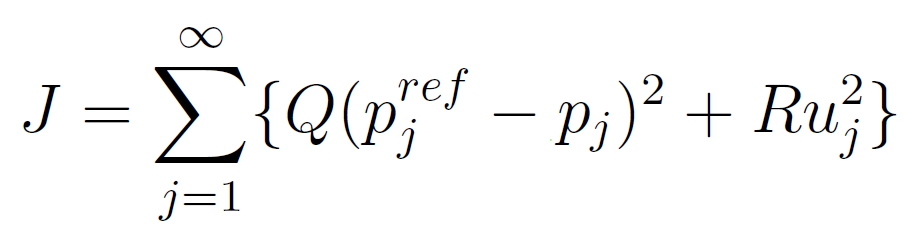 J = \sum_{j=1}^{\infty} \{ Q(p_j^{ref} - p_j)^2 + R u_j^2 \}